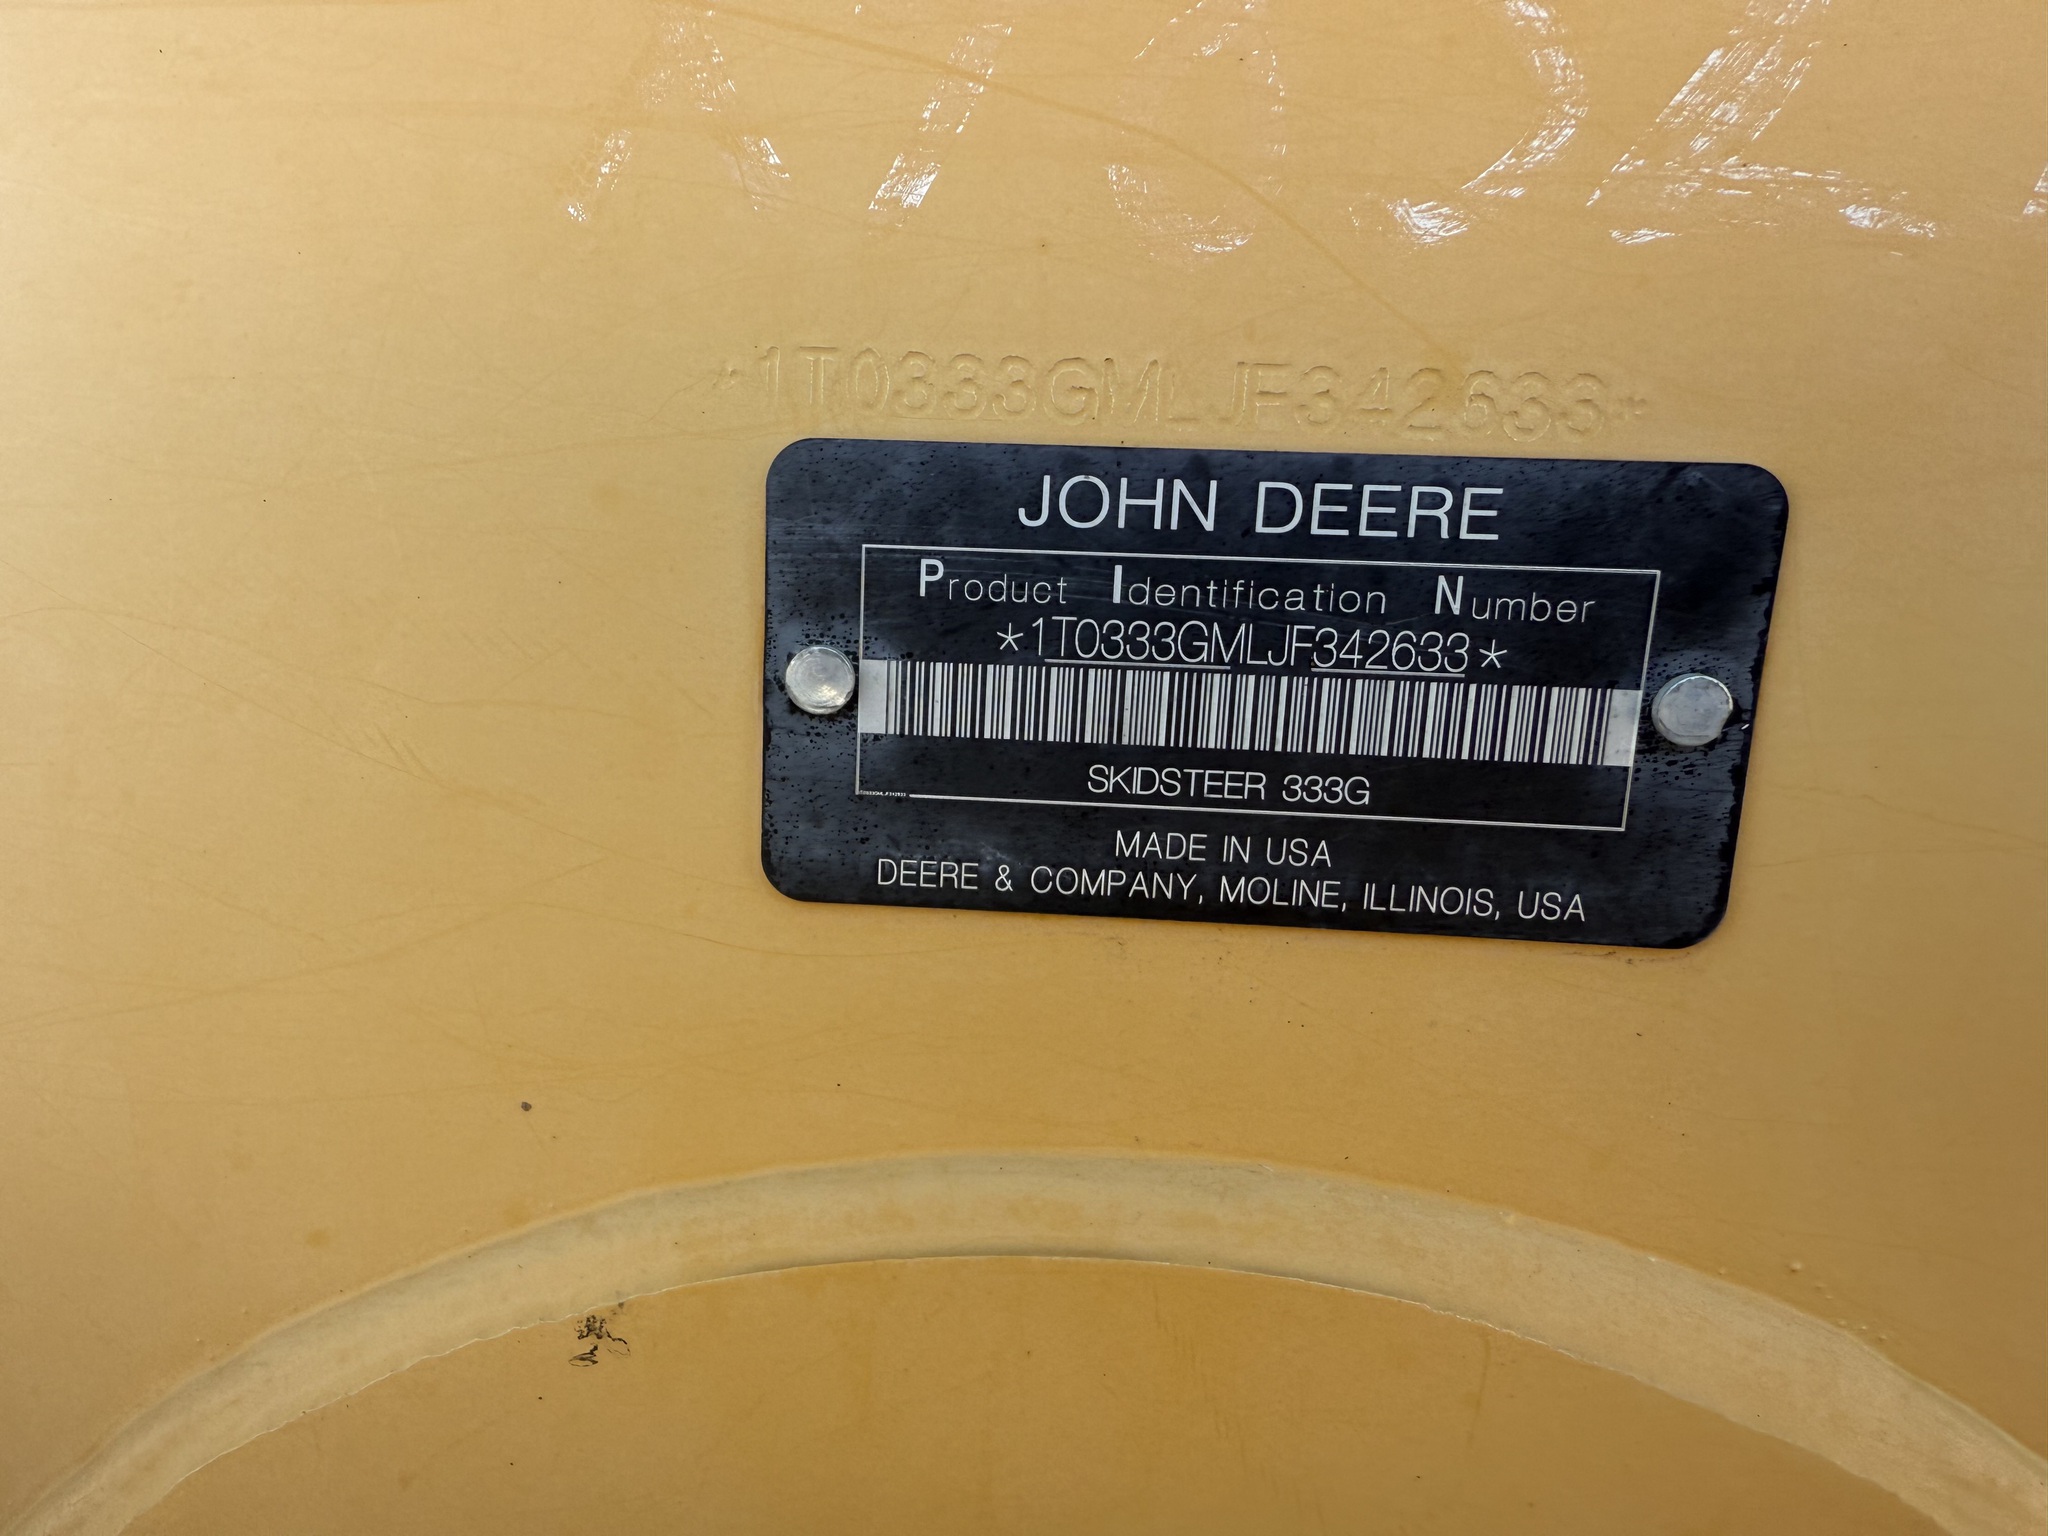 *1T0333GMLJF342633*
JOHN DEERE
Product Identification Number
*1T0333GMLJF342633*
SKIDSTEER 333G
MADE IN USA
DEERE & COMPANY, MOLINE, ILLINOIS, USA